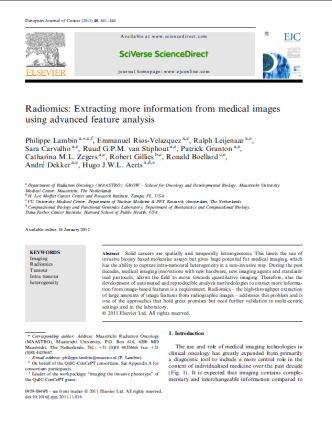 European Journal of Cancer (2012) 48, 441–446
Available at www.sciencedirect.com
SciVerse ScienceDirect
journal homepage: www.ejconline.com
ELSEVIER
EJC
Radiomics: Extracting more information from medical images
using advanced feature analysis
Philippe Lambin, Emmanuel Rios-Velazquez, Ralph Leijenaar,
Sara Carvalho, Ruud G.P.M. van Stiphout, Patrick Granton,
Catharina M.L. Zegers, Robert Gillies, Ronald Boellard,
André Dekker, Hugo J.W.L. Aerts
Department of Radiation Oncology (MAASTRO), GROW – School for Oncology and Developmental Biology, Maastricht University
Medical Center, Maastricht, The Netherlands
H. Lee Moffitt Cancer Center and Research Institute, Tampa, FL, USA
VU University Medical Center, Department of Nuclear Medicine & PET Research, Amsterdam, The Netherlands
Computational Biology and Functional Genomics Laboratory, Department of Biostatistics and Computational Biology,
Dana-Farber Cancer Institute, Harvard School of Public Health, USA
Available online 16 January 2012
KEYWORDS
Imaging
Radiomics
Tumour
Intra tumour
heterogeneity
Abstract Solid cancers are spatially and temporally heterogeneous. This limits the use of
invasive biopsy based molecular assays but gives huge potential for medical imaging, which
has the ability to capture intra-tumoural heterogeneity in a non-invasive way. During the past
decades, medical imaging innovations with new hardware, new imaging agents and standard-
ised protocols, allows the field to move towards quantitative imaging. Therefore, also the
development of automated and reproducible analysis methodologies to extract more informa-
tion from image-based features is a requirement. Radiomics – the high-throughput extraction
of large amounts of image features from radiographic images – addresses this problem and is
one of the approaches that hold great promises but need further validation in multi-centric
settings and in the laboratory.
© 2011 Elsevier Ltd. All rights reserved.
* Corresponding author. Address: Maastricht Radiation Oncology
(MAASTRO), Maastricht University, P.O. Box 616, 6200 MD
Maastricht, The Netherlands. Tel.: +31 (0)88 4455666; fax: +31
(0)88 4455667.
E-mail address: philippe.lambin@maastro.nl (P. Lambin).
On behalf of the QuIC-ConCePT consortium. See Appendix A for
consortium participants.
Leader of the work package "Imaging the invasive phenotype" of
the QuIC-ConCePT grant.
0959-8049/$ - see front matter © 2011 Elsevier Ltd. All rights reserved.
doi:10.1016/j.ejca.2011.11.036
1. Introduction
The use and role of medical imaging technologies in
clinical oncology has greatly expanded from primarily
a diagnostic tool to include a more central role in the
context of individualised medicine over the past decade
(Fig. 1). It is expected that imaging contains comple-
mentary and interchangeable information compared to